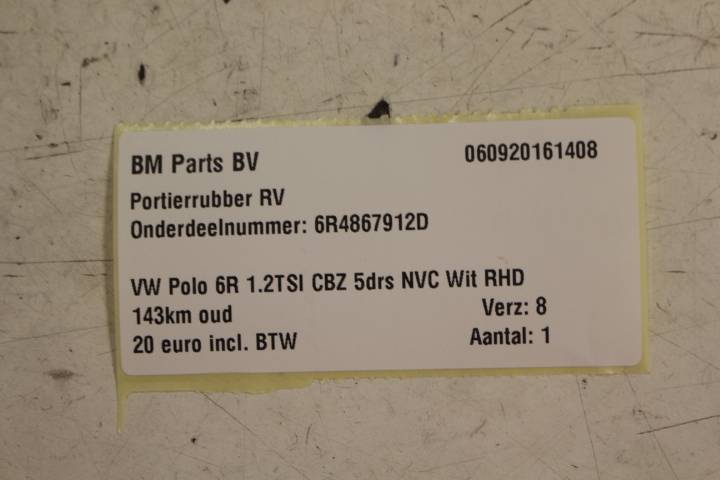 BM Parts BV 060920161408
Portierrubber RV
Onderdeelnummer: 6R4867912D
VW Polo 6R 1.2TSI CBZ 5drs NVC Wit RHD
143km oud Verz: 8
20 euro incl. BTW Aantal: 1